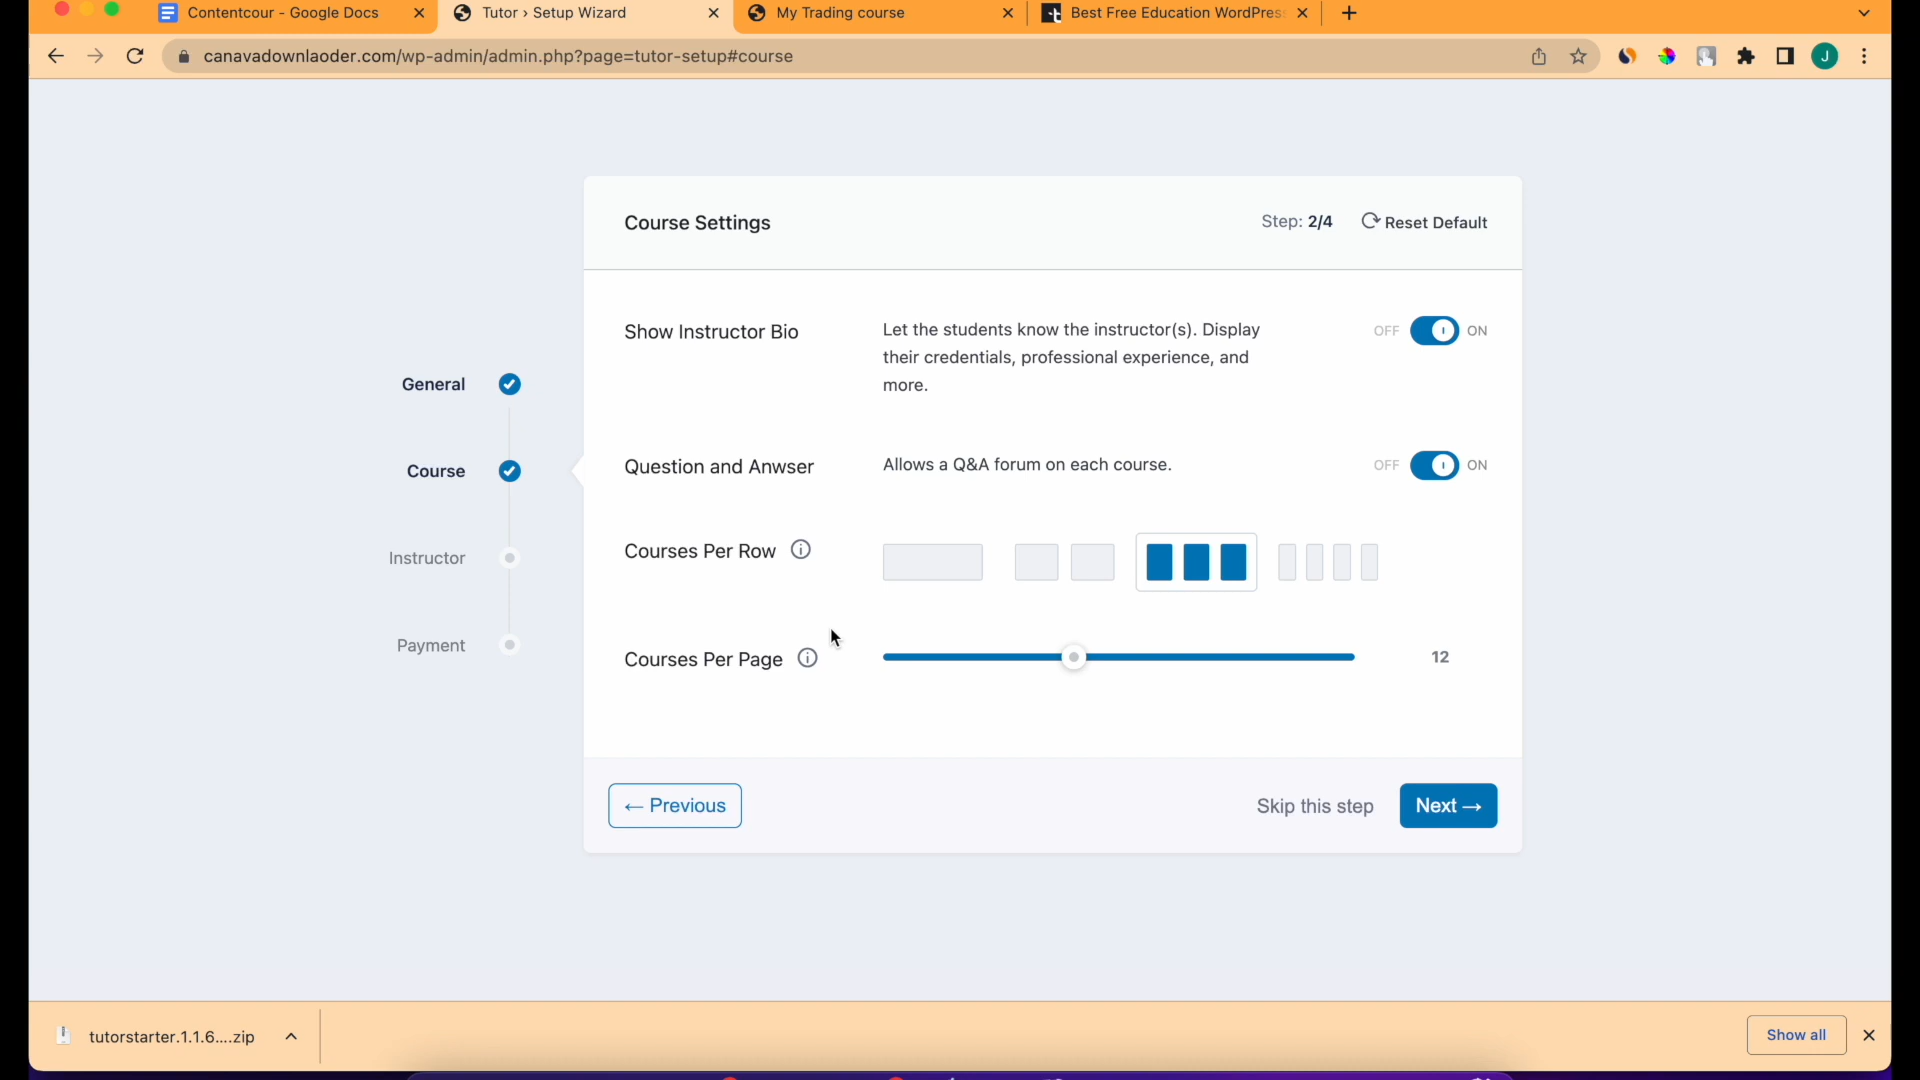 Contentcour - Google Docs
Tutor › Setup Wizard
My Trading course
Best Free Education WordPress
canavadownlaoder.com/wp-admin/admin.php?page=tutor-setup#course
J
Course Settings
Step: 2/4
Reset Default
Show Instructor Bio
Let the students know the instructor(s). Display
their credentials, professional experience, and
more.
OFF
ON
General
Course
Question and Anwser
Allows a Q&A forum on each course.
OFF
ON
Instructor
Courses Per Row
Payment
Courses Per Page
12
← Previous
Skip this step
Next →
tutorstarter.1.1.6....zip
Show all